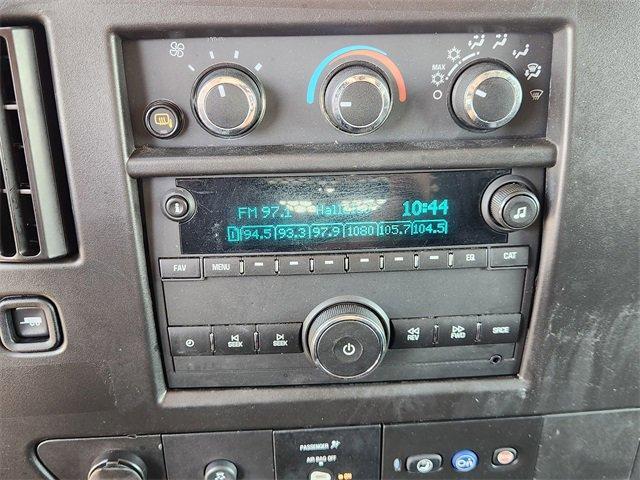 MAX
FM 97.1
10:44
1 94.5 93.3 97.9 1080 105.7 104.5
FAV MENU EQ CAT
SEEK SEEK REV FWD SRCE
PASSENGER
AIR BAG OFF
ON